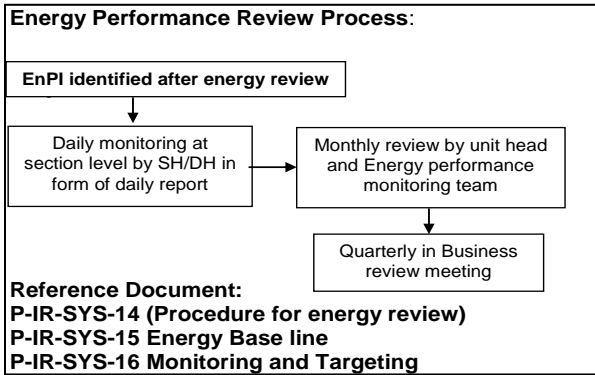 Energy Performance Review Process:
EnPI identified after energy review
Daily monitoring at
section level by SH/DH in
form of daily report
Monthly review by unit head
and Energy performance
monitoring team
Quarterly in Business
review meeting
Reference Document:
P-IR-SYS-14 (Procedure for energy review)
P-IR-SYS-15 Energy Base line
P-IR-SYS-16 Monitoring and Targeting